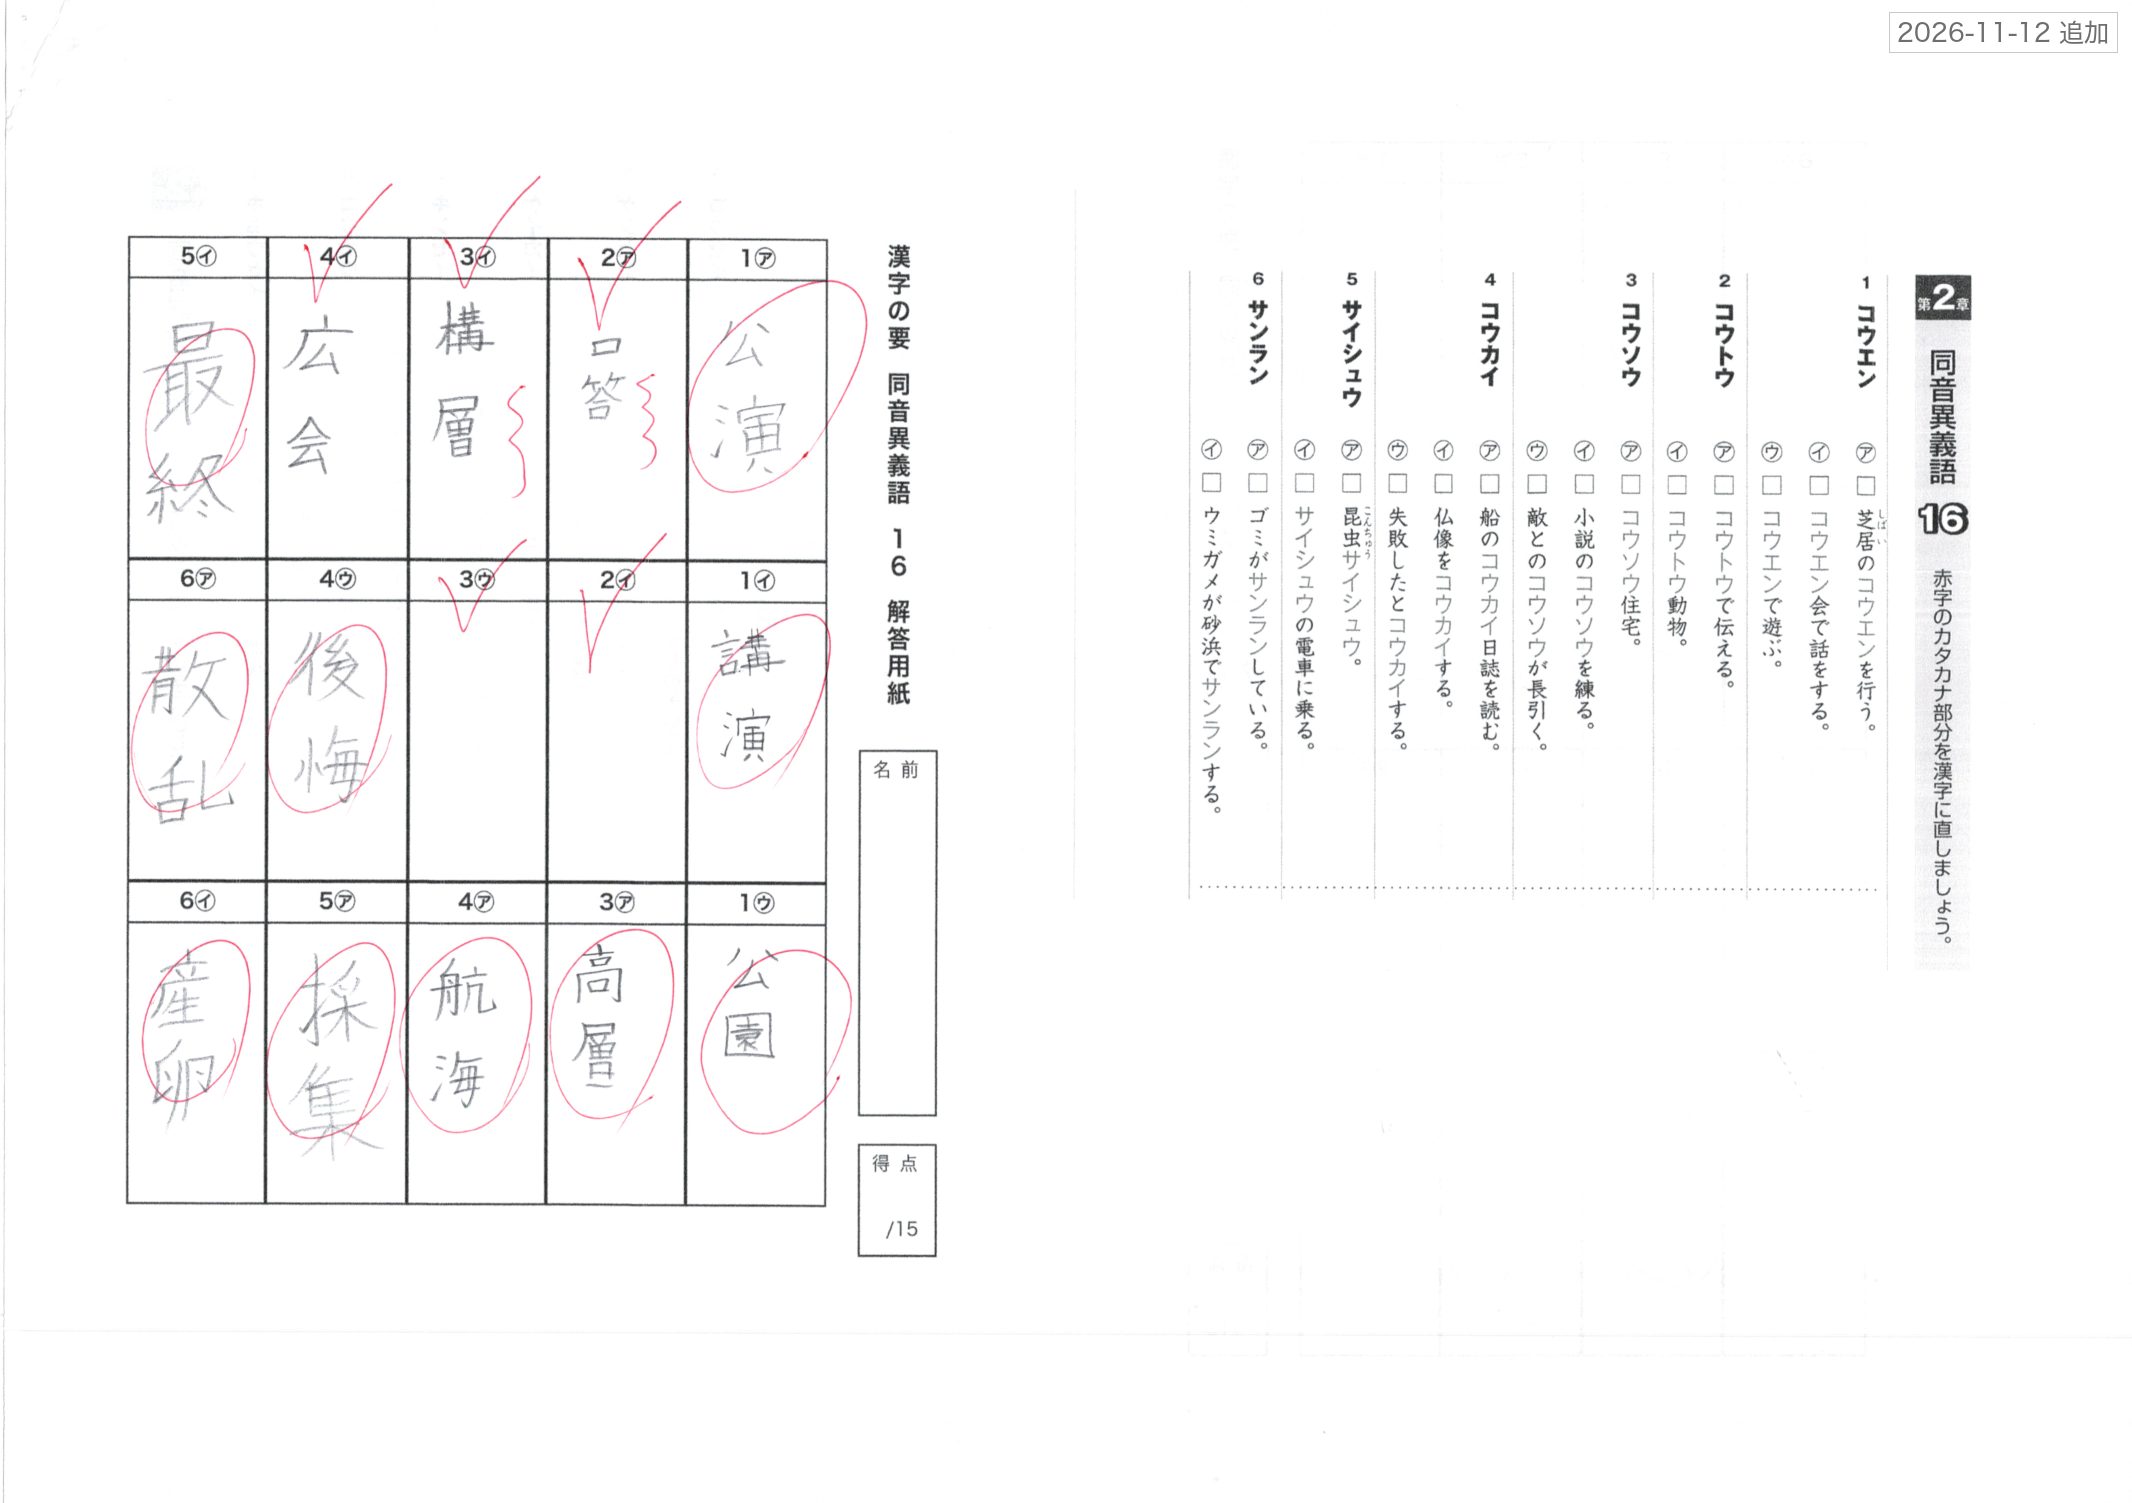 2026-11-12 追加
第2章 同音異義語 16 赤字のカタカナ部分を漢字に直しましょう。
1 コウエン
㋐ □ 芝居のコウエンを行う。
しばい
㋑ □ コウエン会で話をする。
㋒ □ コウエンで遊ぶ。
2 コウトウ
㋐ □ コウトウで伝える。
㋑ □ コウトウ動物。
3 コウソウ
㋐ □ コウソウ住宅。
㋑ □ 小説のコウソウを練る。
㋒ □ 敵とのコウソウが長引く。
4 コウカイ
㋐ □ 船のコウカイ日誌を読む。
㋑ □ 仏像をコウカイする。
㋒ □ 失敗したとコウカイする。
5 サイシュウ
㋐ □ 昆虫サイシュウ。
こんちゅう
㋑ □ サイシュウの電車に乗る。
6 サンラン
㋐ □ ゴミがサンランしている。
㋑ □ ウミガメが砂浜でサンランする。
漢字の要 同音異義語 16 解答用紙
名前
得点
/15
1㋐
公演
2㋐
口答
3㋑
構層
4㋑
広会
5㋑
最終
1㋑
講演
2㋑
3㋒
4㋒
後悔
6㋐
散乱
1㋒
公園
3㋐
高層
4㋐
航海
5㋐
採集
6㋑
産卵